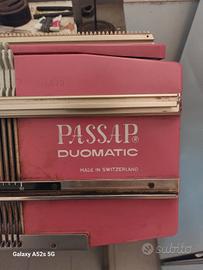 PASSAP®
DUOMATIC
MADE IN SWITZERLAND
Galaxy A52s 5G
subito